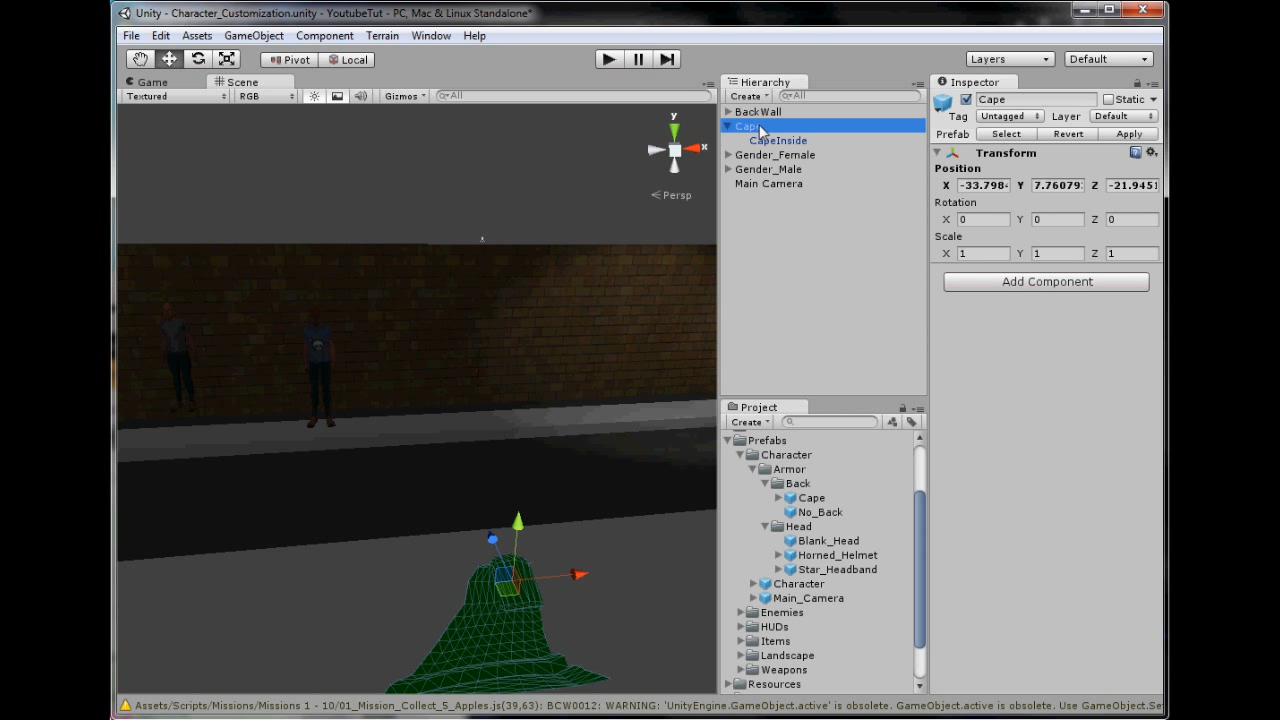 Unity - Character_Customization.unity - YoutubeTut - PC, Mac & Linux Standalone*
File Edit Assets GameObject Component Terrain Window Help
Pivot Local Layers Default
Game Scene
Textured RGB Gizmos All
y
x
Persp
Hierarchy
Create All
BackWall
CapeInside
Gender_Female
Gender_Male
Main Camera
Project
Create
Prefabs
Character
Armor
Back
Cape
No_Back
Head
Blank_Head
Horned_Helmet
Star_Headband
Character
Main_Camera
Enemies
HUDs
Items
Landscape
Weapons
Resources
Inspector
Cape Static
Tag Untagged Layer Default
Prefab Select Revert Apply
Transform
Position
X -33.798 Y 7.76079 Z -21.9451
Rotation
X 0 Y 0 Z 0
Scale
X 1 Y 1 Z 1
Add Component
Assets/Scripts/Missions/Missions 1 - 10/01_Mission_Collect_5_Apples.js(39,63): BCW0012: WARNING: 'UnityEngine.GameObject.active' is obsolete. GameObject.active is obsolete. Use GameObject.Se